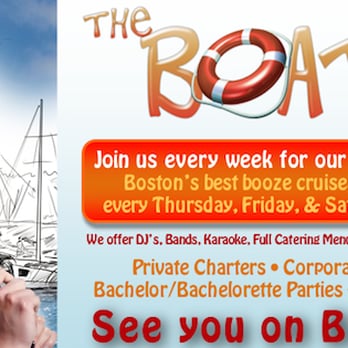 THE
BOAT
Join us every week for our
Boston's best booze cruise
every Thursday, Friday, & Sat
We offer DJ's, Bands, Karaoke, Full Catering Menu
Private Charters • Corpora
Bachelor/Bachelorette Parties
See you on B